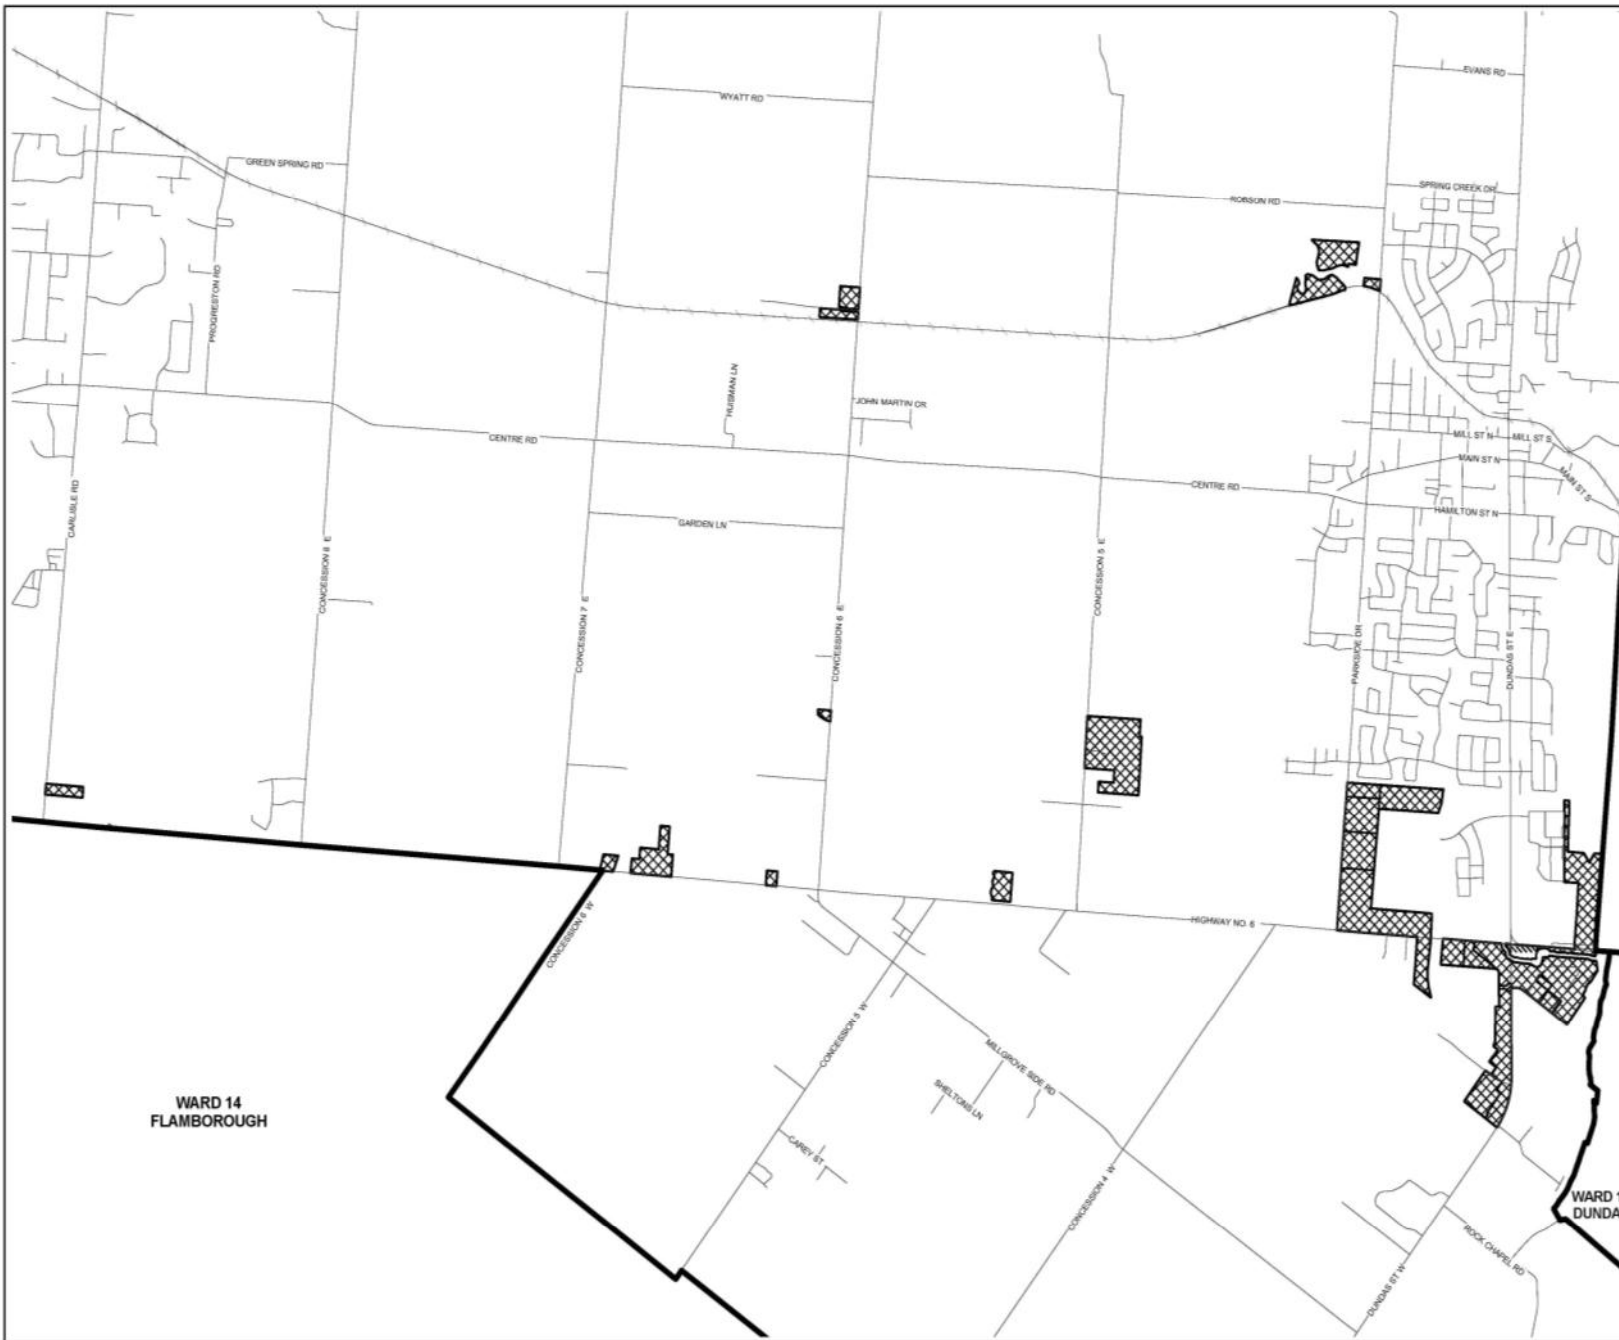 EVANS RD
WYATT RD
GREEN SPRING RD
SPRING CREEK DR
ROBSON RD
PROGRESTON RD
HUISMAN LN
JOHN MARTIN CR
CENTRE RD
MILL ST N
MILL ST S
MAIN ST N
MAIN ST S
CENTRE RD
HAMILTON ST N
CARLISLE RD
GARDEN LN
CONCESSION 8 E
CONCESSION 7 E
CONCESSION 6 E
CONCESSION 5 E
PARKSIDE DR
DUNDAS ST E
HIGHWAY NO. 6
CONCESSION 6 W
CONCESSION 5 W
MILLGROVE SIDE RD
SHELTONS LN
WARD 14
FLAMBOROUGH
CAREY ST
CONCESSION 4 W
WARD
DUNDA
ROCK CHAPEL RD
DUNDAS ST W